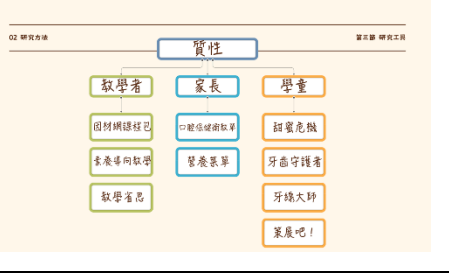 02 研究方法
第三節 研究工具
質性
教學者
家長
學童
因材網課程包
口腔保健衛教單
甜蜜危機
素養導向教學
營養菜單
牙齒守護者
教學省思
牙線大師
策展吧！